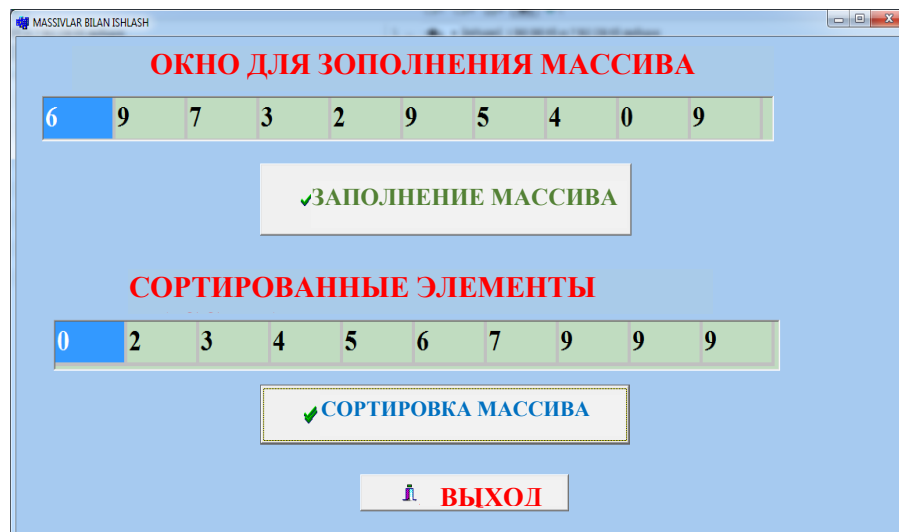 MASSIVLAR BILAN ISHLASH
ОКНО ДЛЯ ЗОПОЛНЕНИЯ МАССИВА
6 9 7 3 2 9 5 4 0 9
ЗАПОЛНЕНИЕ МАССИВА
СОРТИРОВАННЫЕ ЭЛЕМЕНТЫ
0 2 3 4 5 6 7 9 9 9
СОРТИРОВКА МАССИВА
ВЫХОД